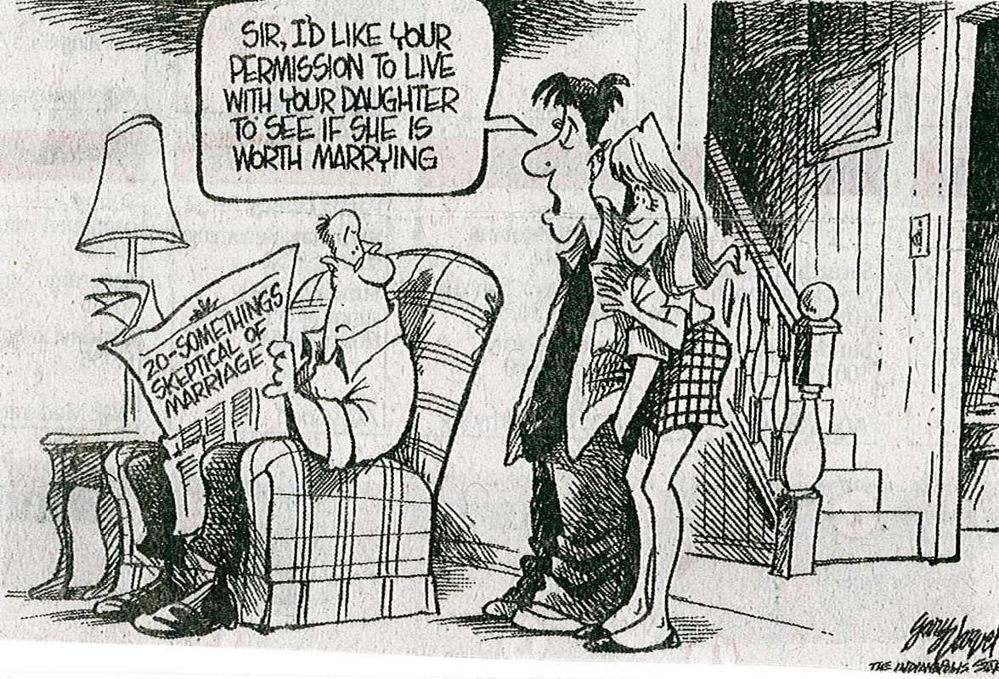 SIR, I'D LIKE YOUR
PERMISSION TO LIVE
WITH YOUR DAUGHTER
TO SEE IF SHE IS
WORTH MARRYING
20-SOMETHINGS
SKEPTICAL OF
MARRIAGE
Gary
THE INDIANAPOLIS STAR